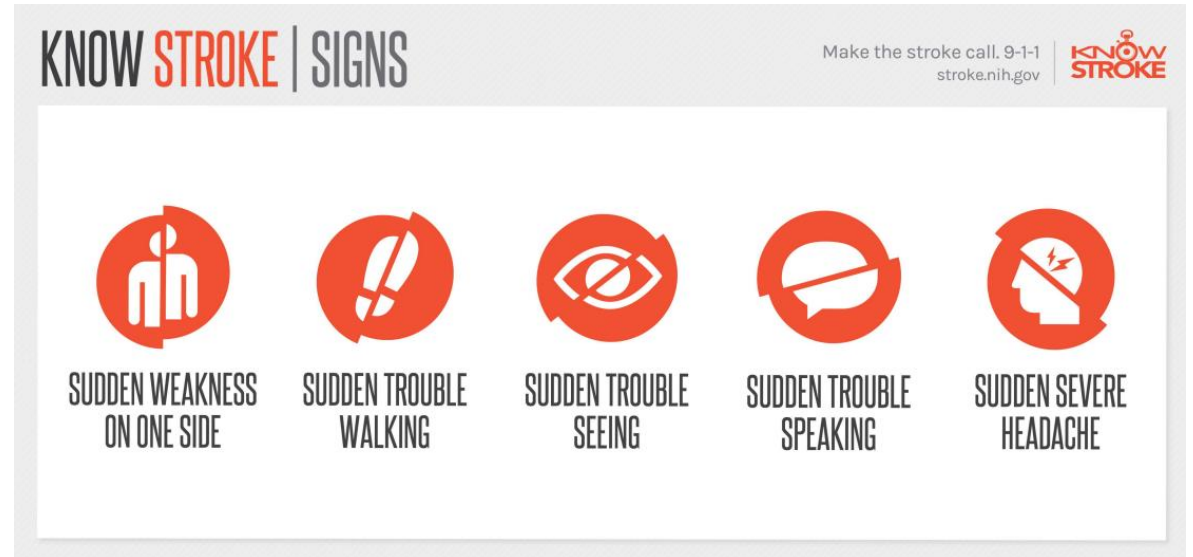 KNOW STROKE | SIGNS
Make the stroke call. 9-1-1
stroke.nih.gov
KNOW
STROKE
SUDDEN WEAKNESS
ON ONE SIDE
SUDDEN TROUBLE
WALKING
SUDDEN TROUBLE
SEEING
SUDDEN TROUBLE
SPEAKING
SUDDEN SEVERE
HEADACHE